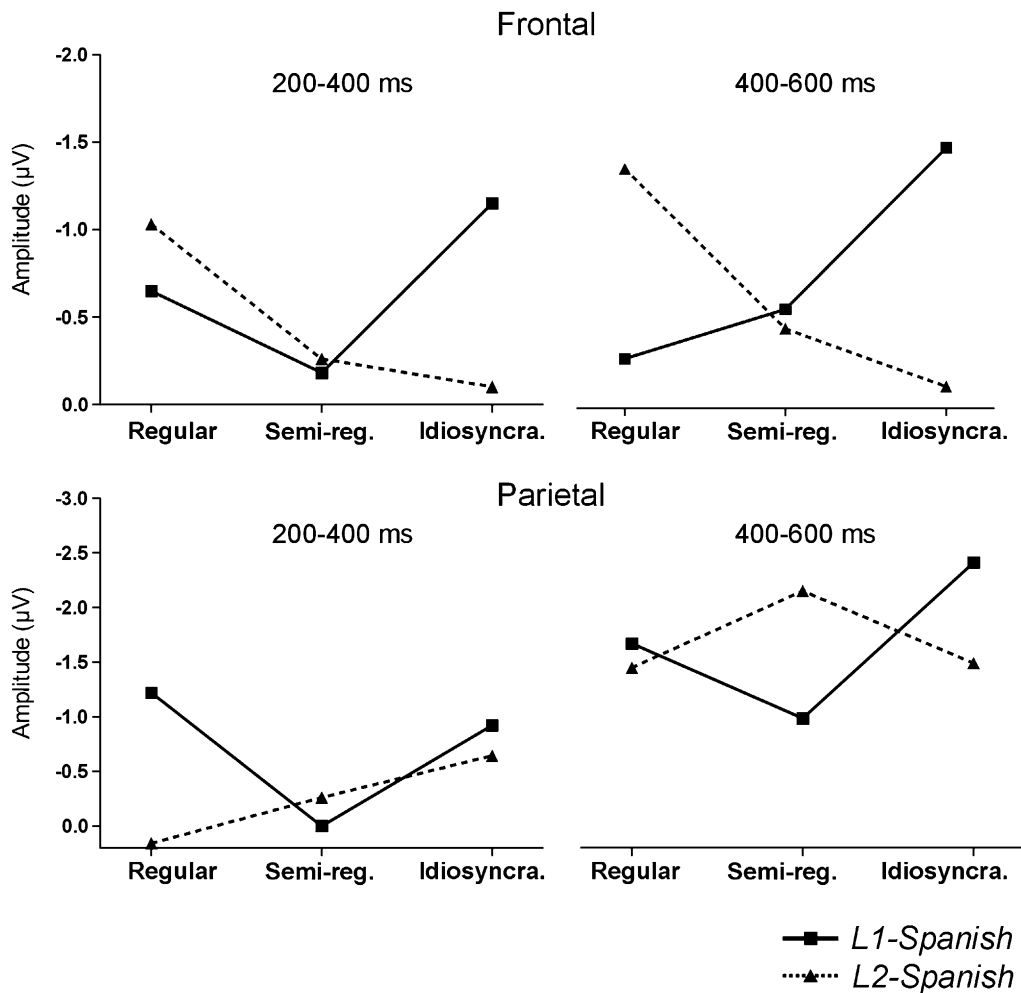 Frontal
200-400 ms
400-600 ms
Amplitude (µV)
-2.0
-1.5
-1.0
-0.5
0.0
Regular Semi-reg. Idiosyncra.
Regular Semi-reg. Idiosyncra.
Parietal
200-400 ms
400-600 ms
Amplitude (µV)
-3.0
-2.5
-2.0
-1.5
-1.0
-0.5
0.0
Regular Semi-reg. Idiosyncra.
Regular Semi-reg. Idiosyncra.
L1-Spanish
L2-Spanish